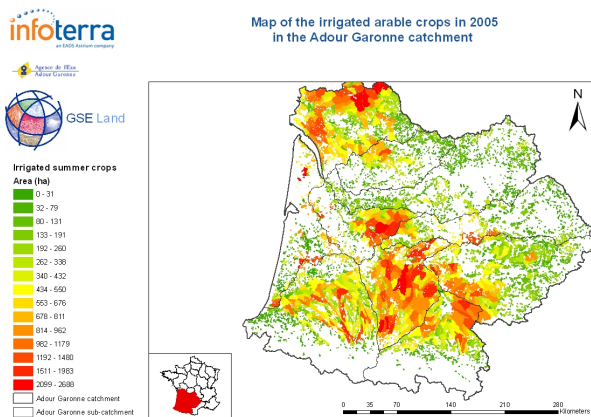 infoterra
an EADS Astrium company
Map of the irrigated arable crops in 2005
in the Adour Garonne catchment
Agence de l'Eau
Adour Garonne
GSE Land
N
Irrigated summer crops
Area (ha)
0 - 31
32 - 79
80 - 131
133 - 191
192 - 260
262 - 338
340 - 432
434 - 550
553 - 676
678 - 811
814 - 962
982 - 1179
1192 - 1480
1511 - 1983
2099 - 2688
Adour Garonne catchment
Adour Garonne sub-catchment
0 35 70 140 210 280
Kilometers